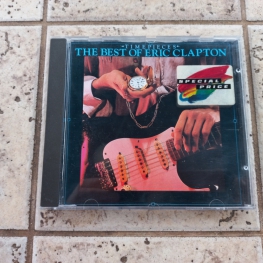 TIMEPIECES
THE BEST OF ERIC CLAPTON
SPECIAL
PRICE